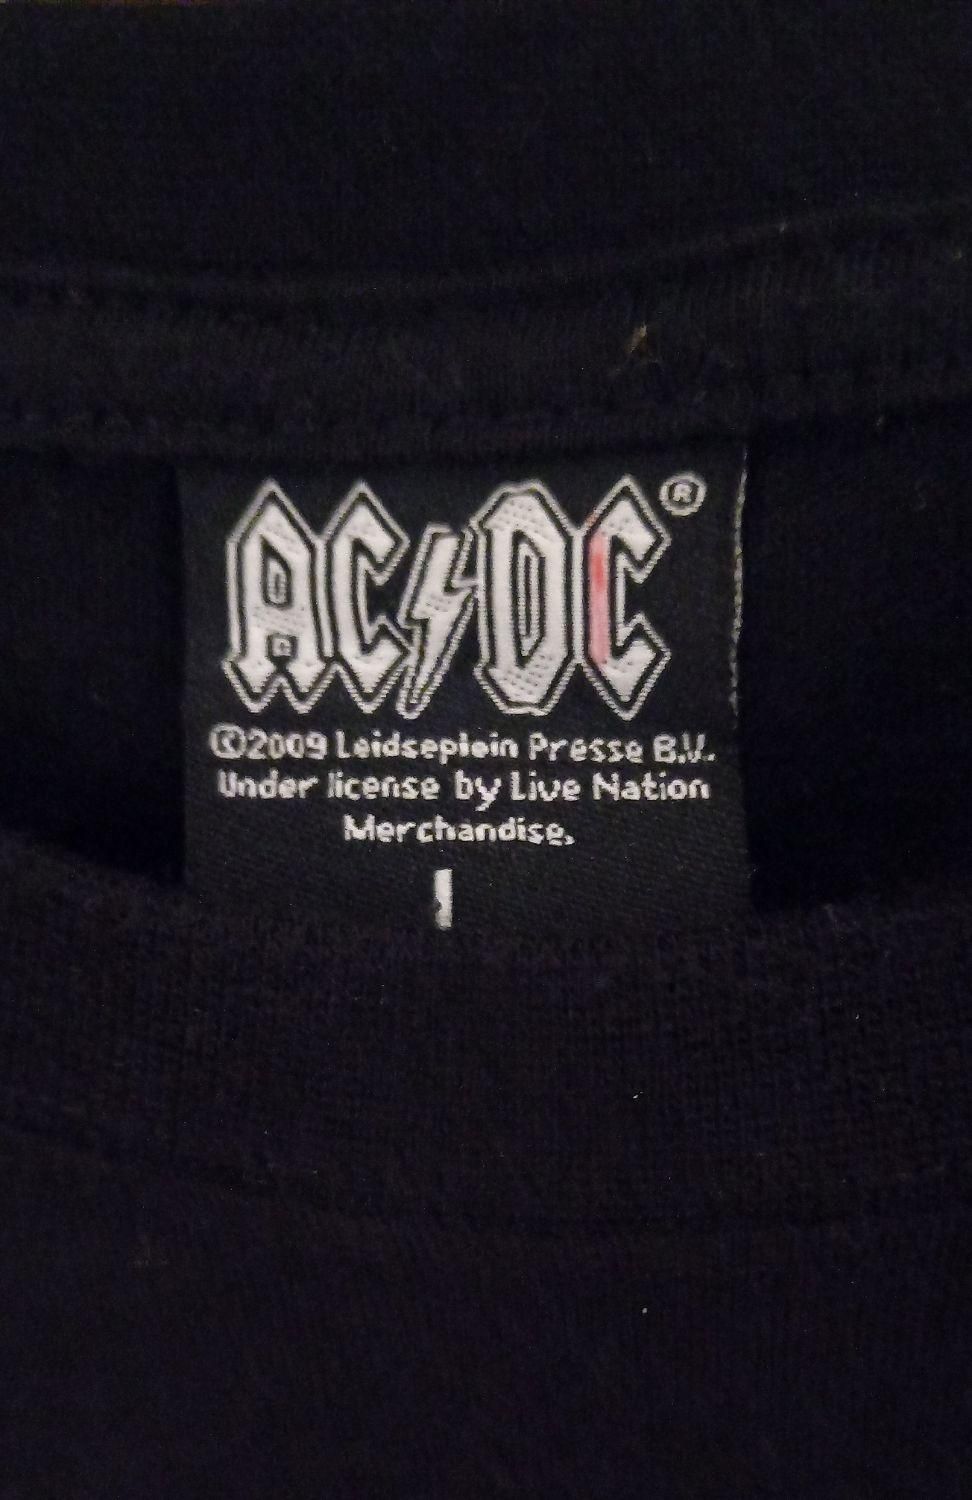 AC/DC®
©2009 Leidseplein Presse B.V.
Under license by Live Nation
Merchandise.